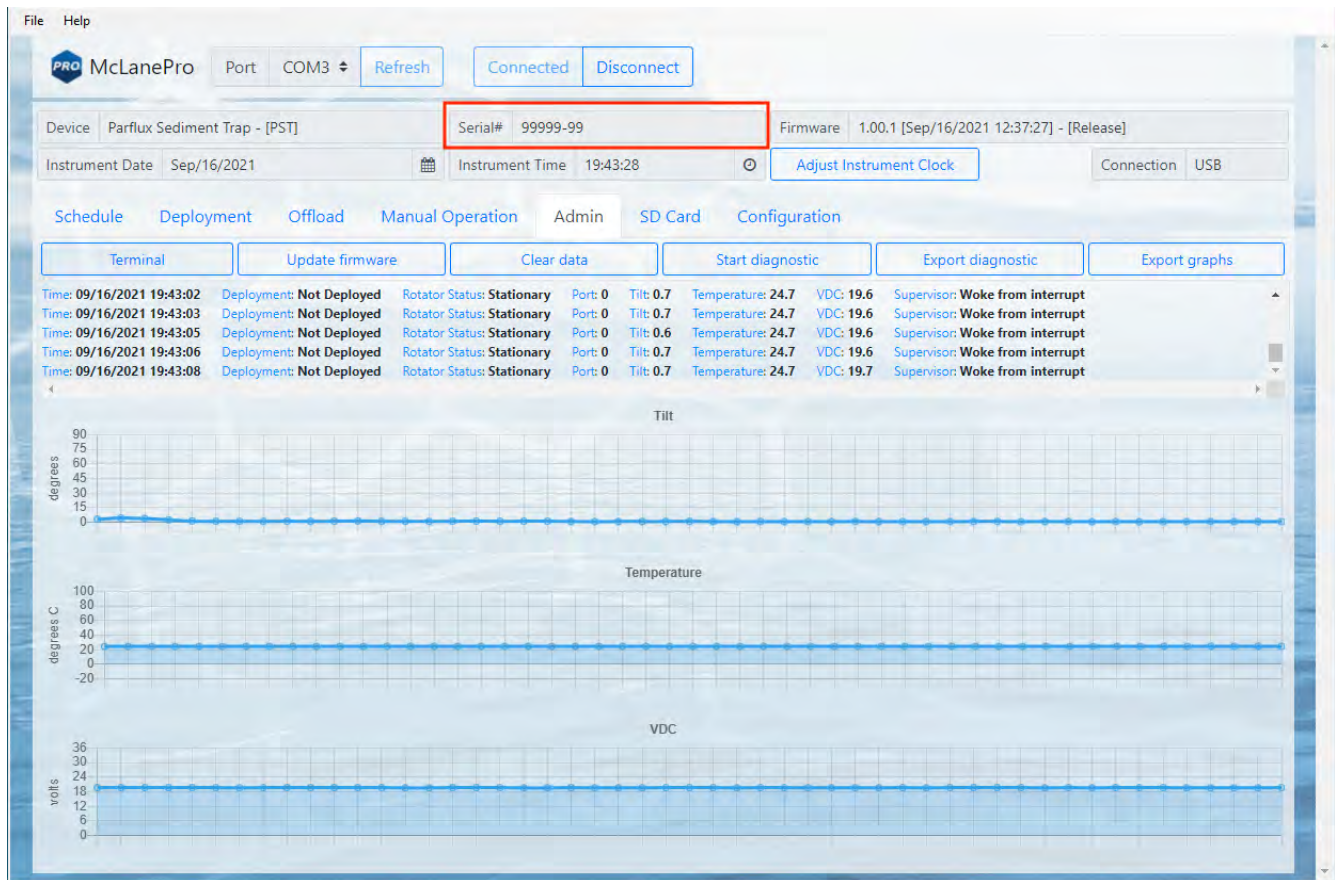 File Help
PRO McLanePro Port COM3 Refresh Connected Disconnect
Device Parflux Sediment Trap - [PST] Serial# 99999-99 Firmware 1.00.1 [Sep/16/2021 12:37:27] - [Release]
Instrument Date Sep/16/2021 Instrument Time 19:43:28 Adjust Instrument Clock Connection USB
Schedule Deployment Offload Manual Operation Admin SD Card Configuration
Terminal Update firmware Clear data Start diagnostic Export diagnostic Export graphs
Time: 09/16/2021 19:43:02 Deployment: Not Deployed Rotator Status: Stationary Port: 0 Tilt: 0.7 Temperature: 24.7 VDC: 19.6 Supervisor: Woke from interrupt
Time: 09/16/2021 19:43:03 Deployment: Not Deployed Rotator Status: Stationary Port: 0 Tilt: 0.7 Temperature: 24.7 VDC: 19.6 Supervisor: Woke from interrupt
Time: 09/16/2021 19:43:05 Deployment: Not Deployed Rotator Status: Stationary Port: 0 Tilt: 0.6 Temperature: 24.7 VDC: 19.6 Supervisor: Woke from interrupt
Time: 09/16/2021 19:43:06 Deployment: Not Deployed Rotator Status: Stationary Port: 0 Tilt: 0.7 Temperature: 24.7 VDC: 19.6 Supervisor: Woke from interrupt
Time: 09/16/2021 19:43:08 Deployment: Not Deployed Rotator Status: Stationary Port: 0 Tilt: 0.7 Temperature: 24.7 VDC: 19.7 Supervisor: Woke from interrupt
Tilt
degrees
90
75
60
45
30
15
0
Temperature
degrees C
100
80
60
40
20
0
-20
VDC
volts
36
30
24
18
12
6
0